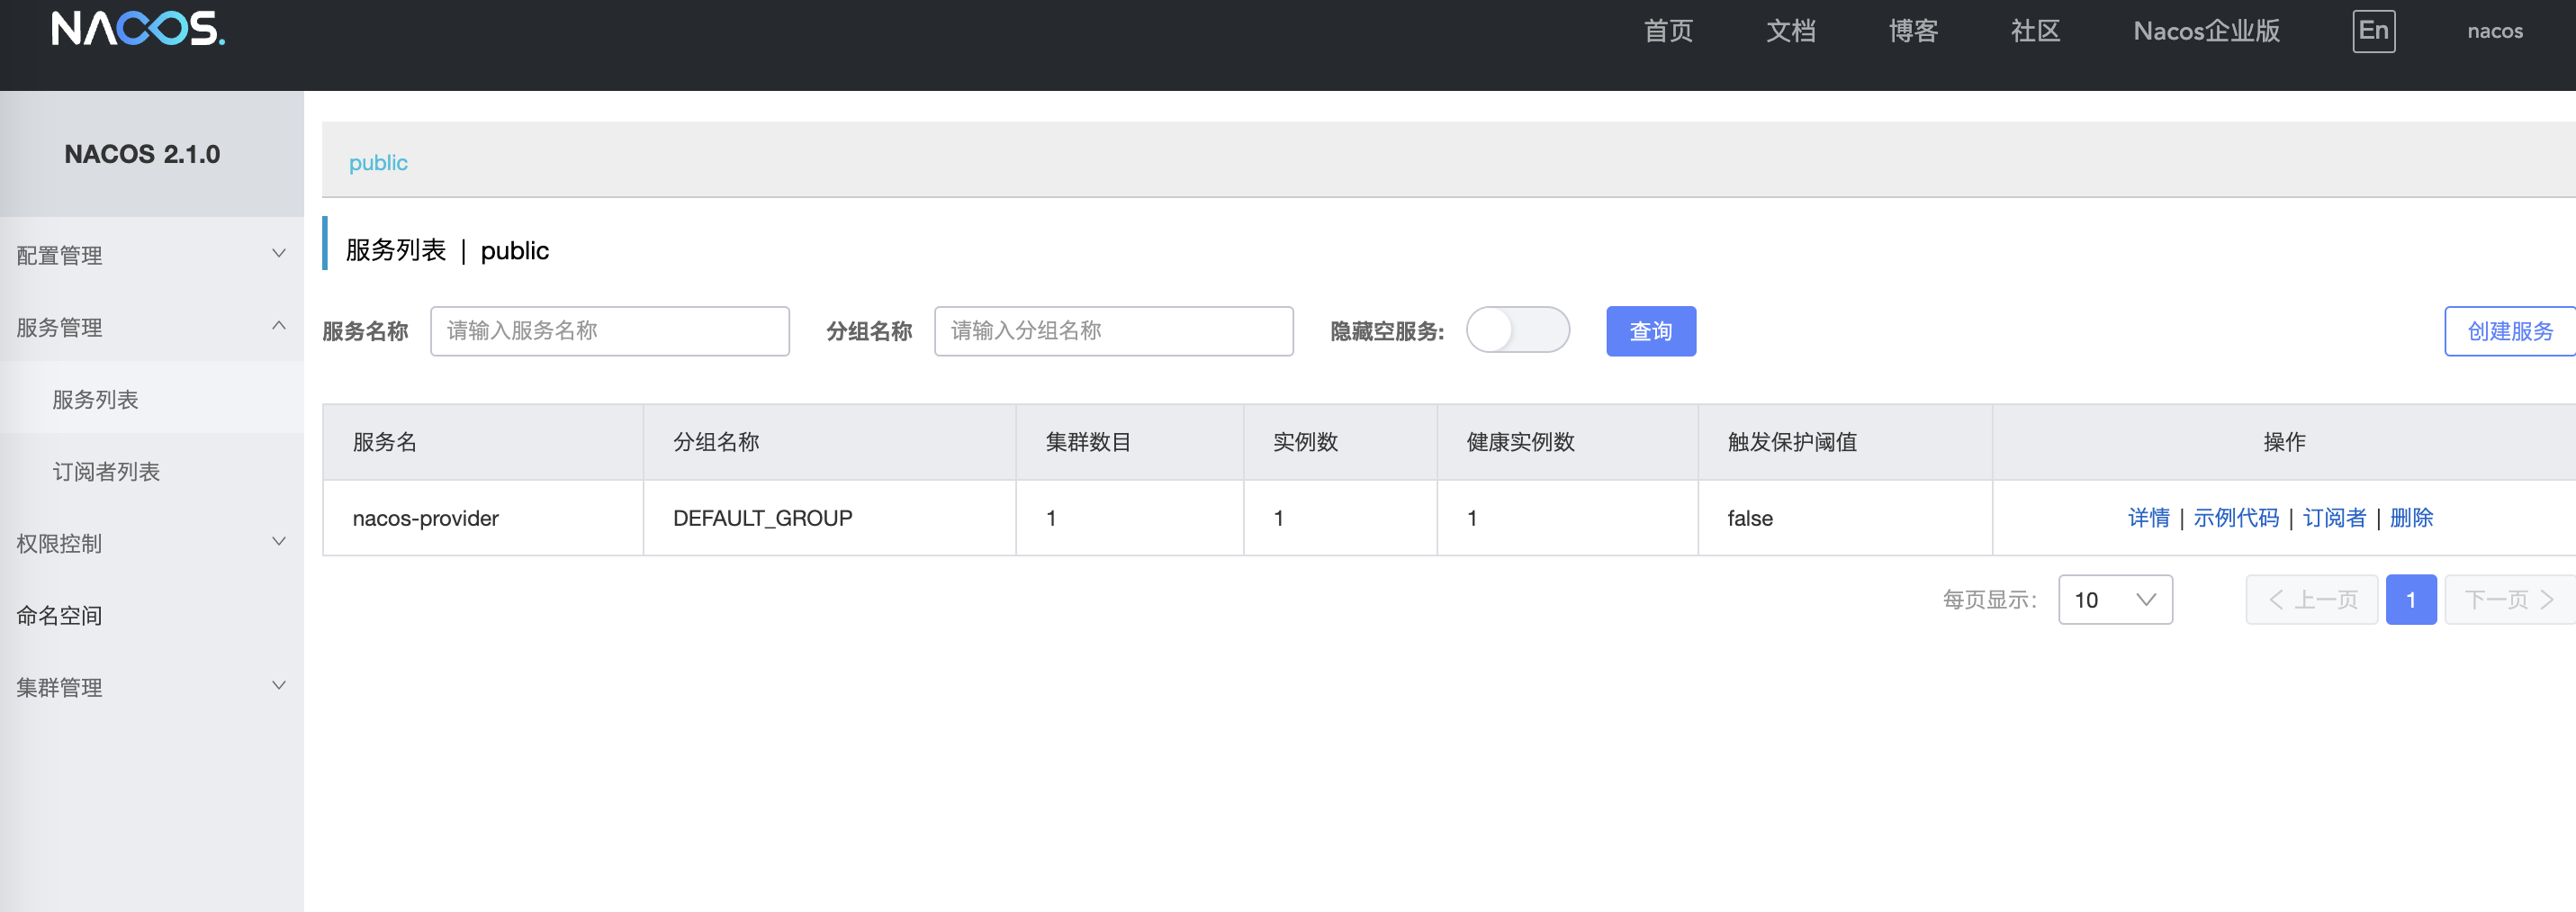 NACOS.
首页 文档 博客 社区 Nacos企业版 En nacos
NACOS 2.1.0
配置管理
服务管理
服务列表
订阅者列表
权限控制
命名空间
集群管理
public
服务列表 | public
服务名称 请输入服务名称 分组名称 请输入分组名称 隐藏空服务: 查询 创建服务
服务名 分组名称 集群数目 实例数 健康实例数 触发保护阈值 操作
nacos-provider DEFAULT_GROUP 1 1 1 false 详情 | 示例代码 | 订阅者 | 删除
每页显示: 10 上一页 1 下一页